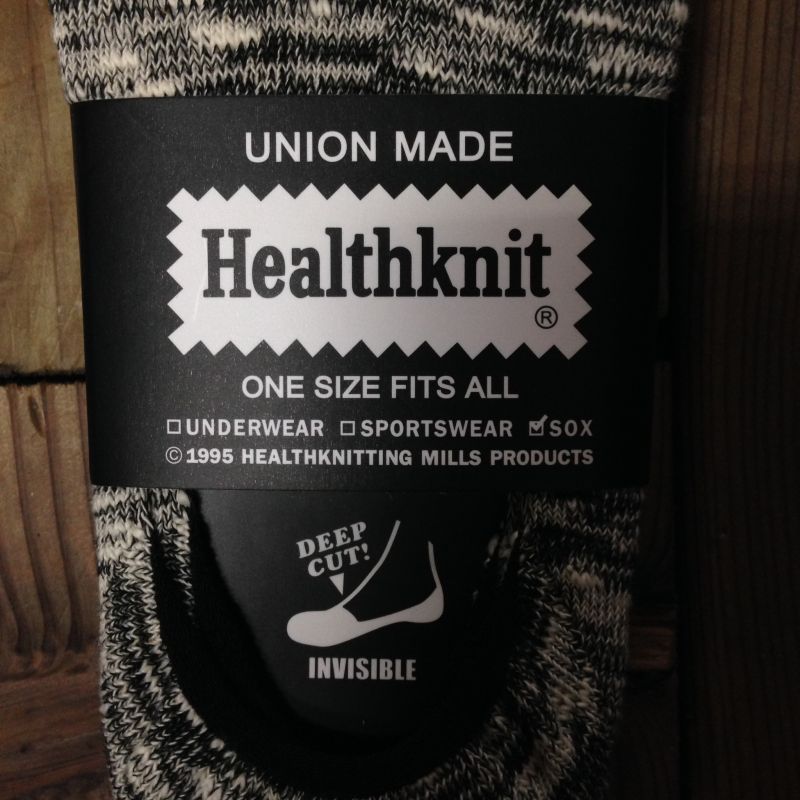 UNION MADE
Healthknit
®
ONE SIZE FITS ALL
☐ UNDERWEAR ☐ SPORTSWEAR ☑ SOX
© 1995 HEALTHKNITTING MILLS PRODUCTS
DEEP
CUT!
INVISIBLE